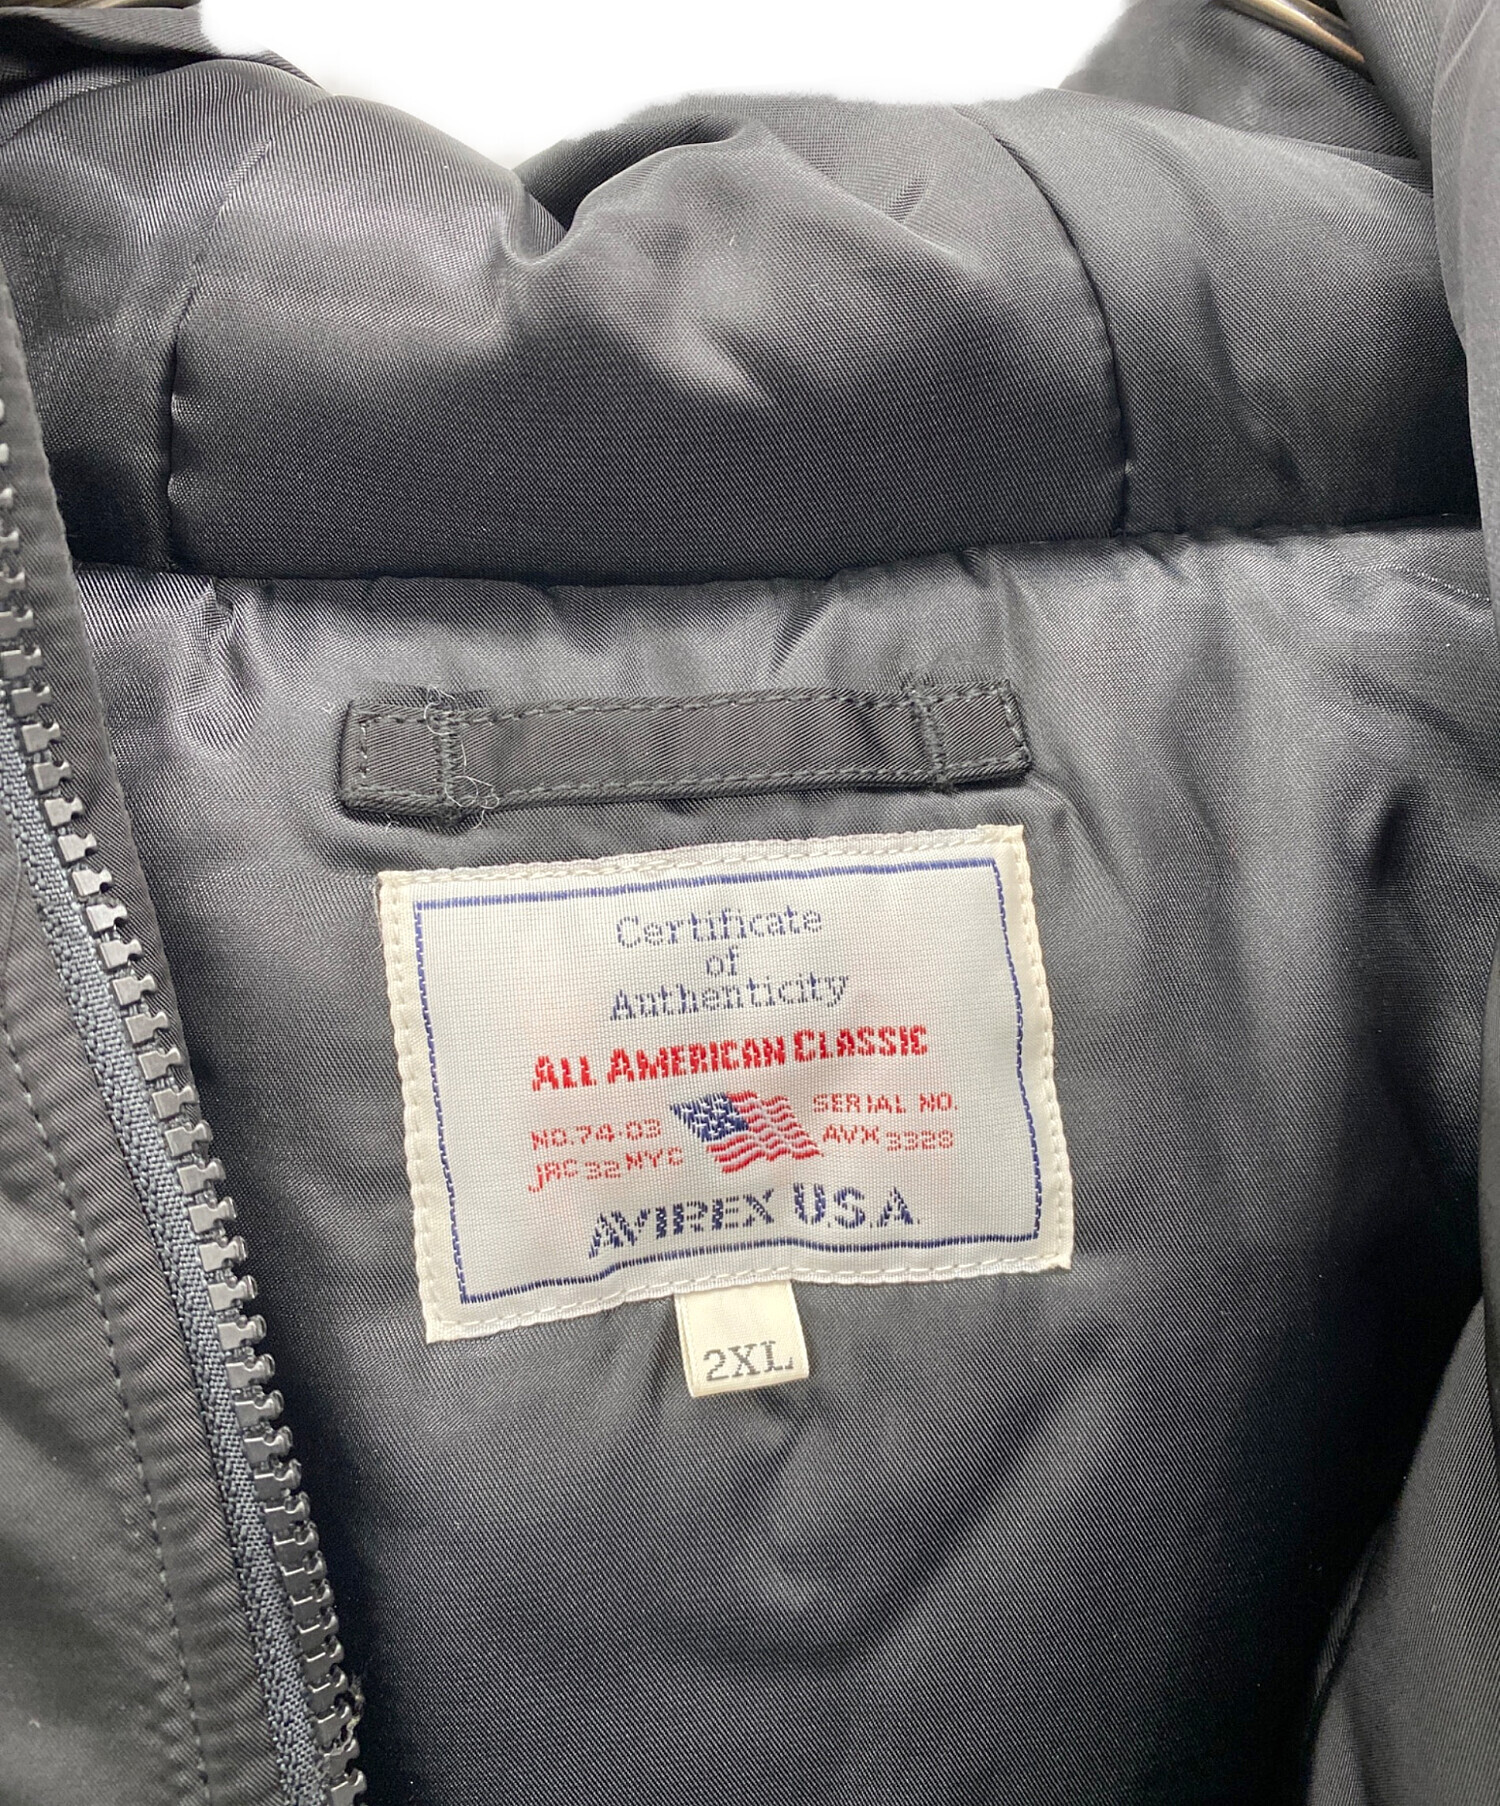 Certificate
of
Authenticity
ALL AMERICAN CLASSIC
NO.74-03
JRC 32 NYC
SERIAL NO.
AVX 3328
AVIREX U.S.A.
2XL